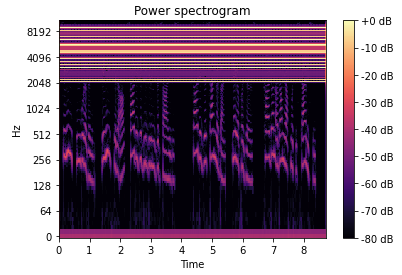 Power spectrogram
+0 dB
8192
-10 dB
4096
-20 dB
2048
-30 dB
1024
Hz
512
-40 dB
256
-50 dB
128
-60 dB
64
-70 dB
0
-80 dB
0 1 2 3 4 5 6 7 8
Time